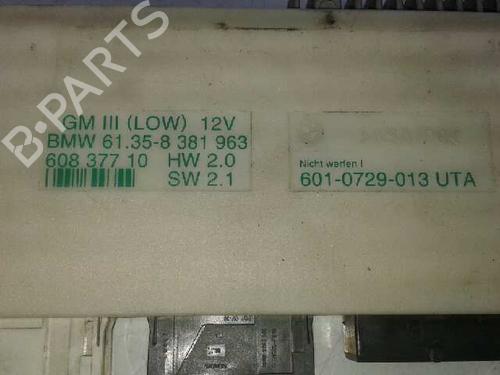 B-PARTS
GM III (LOW) 12V
BMW 61.35-8 381 963
608 377 10 HW 2.0
SW 2.1
Nicht werfen !
601-0729-013 UTA